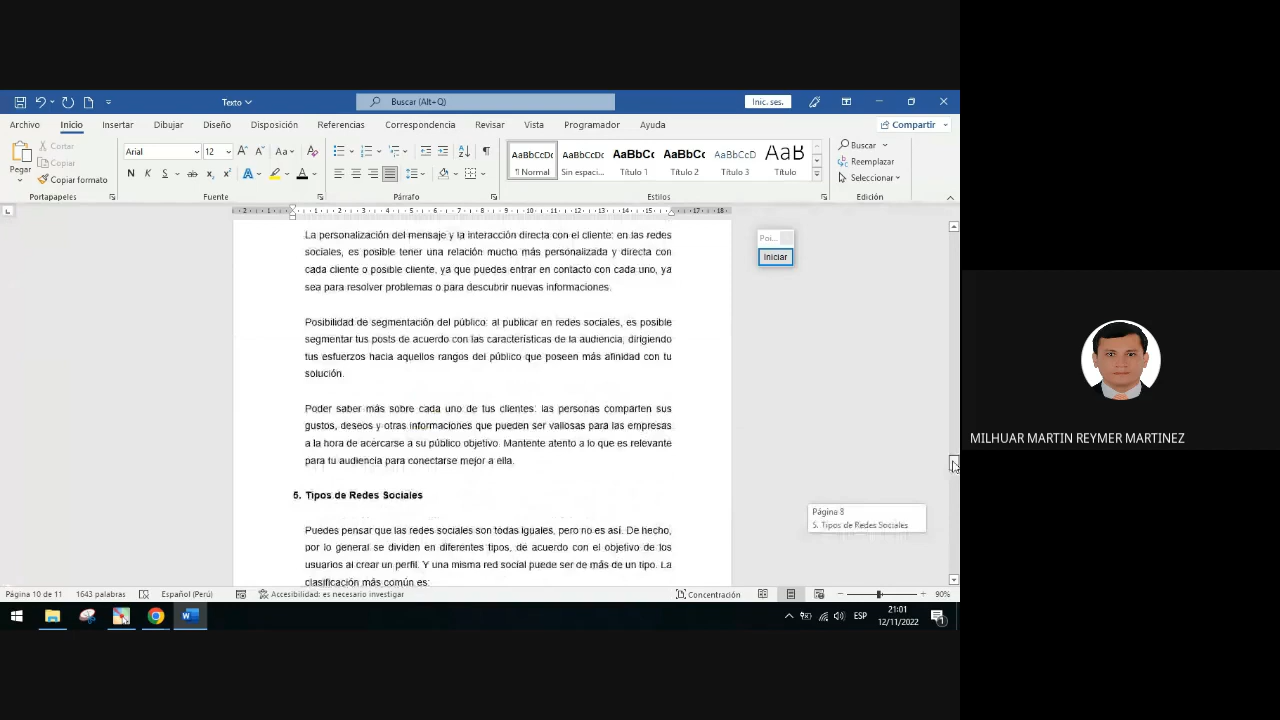 Texto
Buscar (Alt+Q)
Inic. ses.
Archivo Inicio Insertar Dibujar Diseño Disposición Referencias Correspondencia Revisar Vista Programador Ayuda
Compartir
Pegar
Cortar
Copiar
Copiar formato
Portapapeles
Arial 12
Fuente
Párrafo
AaBbCcDc AaBbCcDc AaBbCc AaBbCc AaBbCcD AaB
¶ Normal Sin espaci... Título 1 Título 2 Título 3 Título
Estilos
Buscar
Reemplazar
Seleccionar
Edición
La personalización del mensaje y la interacción directa con el cliente: en las redes
sociales, es posible tener una relación mucho más personalizada y directa con
cada cliente o posible cliente, ya que puedes entrar en contacto con cada uno, ya
sea para resolver problemas o para descubrir nuevas informaciones.
Posibilidad de segmentación del público: al publicar en redes sociales, es posible
segmentar tus posts de acuerdo con las características de la audiencia, dirigiendo
tus esfuerzos hacia aquellos rangos del público que poseen más afinidad con tu
solución.
Poder saber más sobre cada uno de tus clientes: las personas comparten sus
gustos, deseos y otras informaciones que pueden ser valiosas para las empresas
a la hora de acercarse a su público objetivo. Mantente atento a lo que es relevante
para tu audiencia para conectarse mejor a ella.
5. Tipos de Redes Sociales
Puedes pensar que las redes sociales son todas iguales, pero no es así. De hecho,
por lo general se dividen en diferentes tipos, de acuerdo con el objetivo de los
usuarios al crear un perfil. Y una misma red social puede ser de más de un tipo. La
clasificación más común es:
Poi...
Iniciar
Página 8
5. Tipos de Redes Sociales
MILHUAR MARTIN REYMER MARTINEZ
Página 10 de 11 1643 palabras Español (Perú) Accesibilidad: es necesario investigar
Concentración
90%
ESP
21:01
12/11/2022